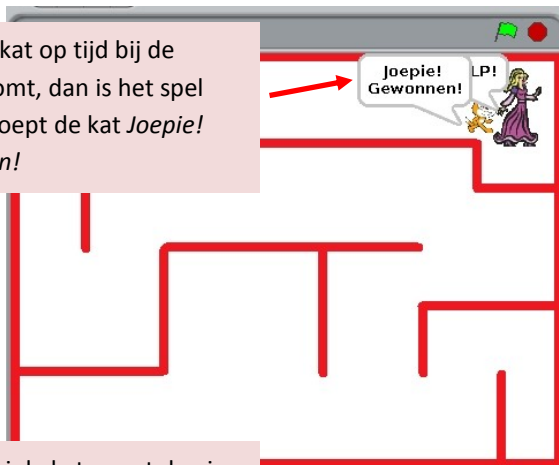 kat op tijd bij de
omt, dan is het spel
oept de kat Joepie!
n!
Joepie!
Gewonnen!
LP!